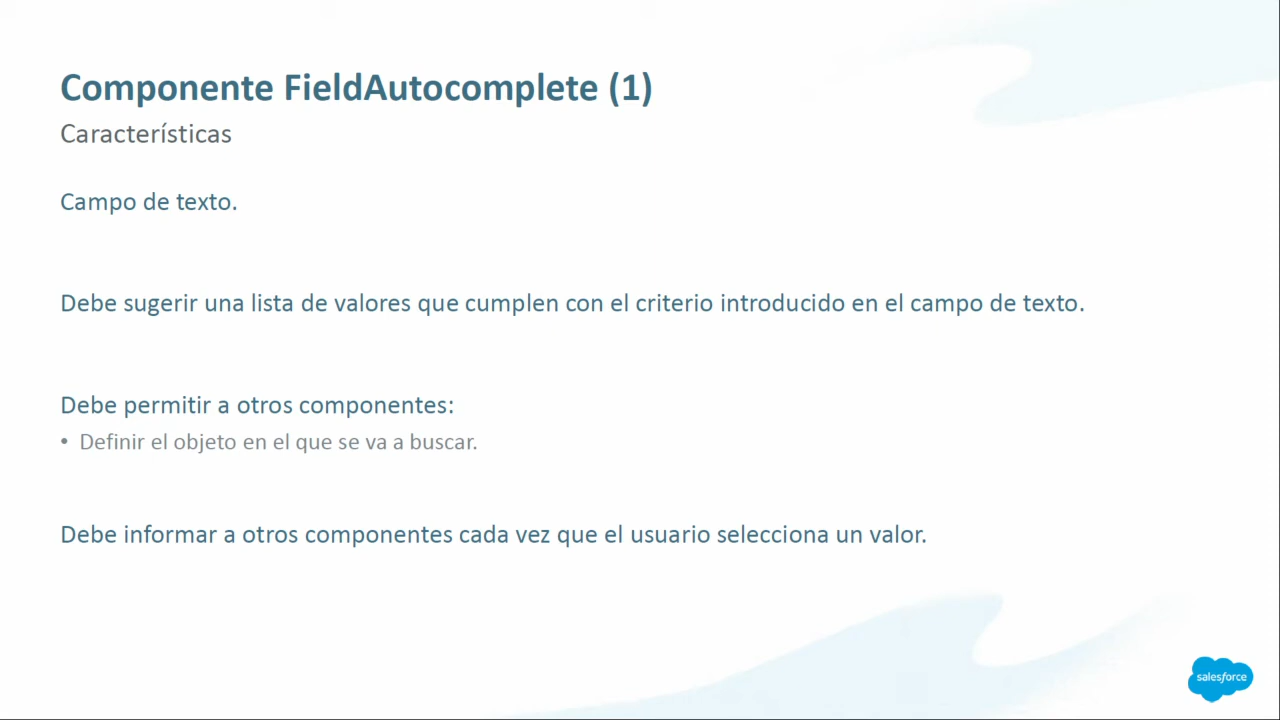 Componente FieldAutocomplete (1)
Características
Campo de texto.
Debe sugerir una lista de valores que cumplen con el criterio introducido en el campo de texto.
Debe permitir a otros componentes:
• Definir el objeto en el que se va a buscar.
Debe informar a otros componentes cada vez que el usuario selecciona un valor.
salesforce